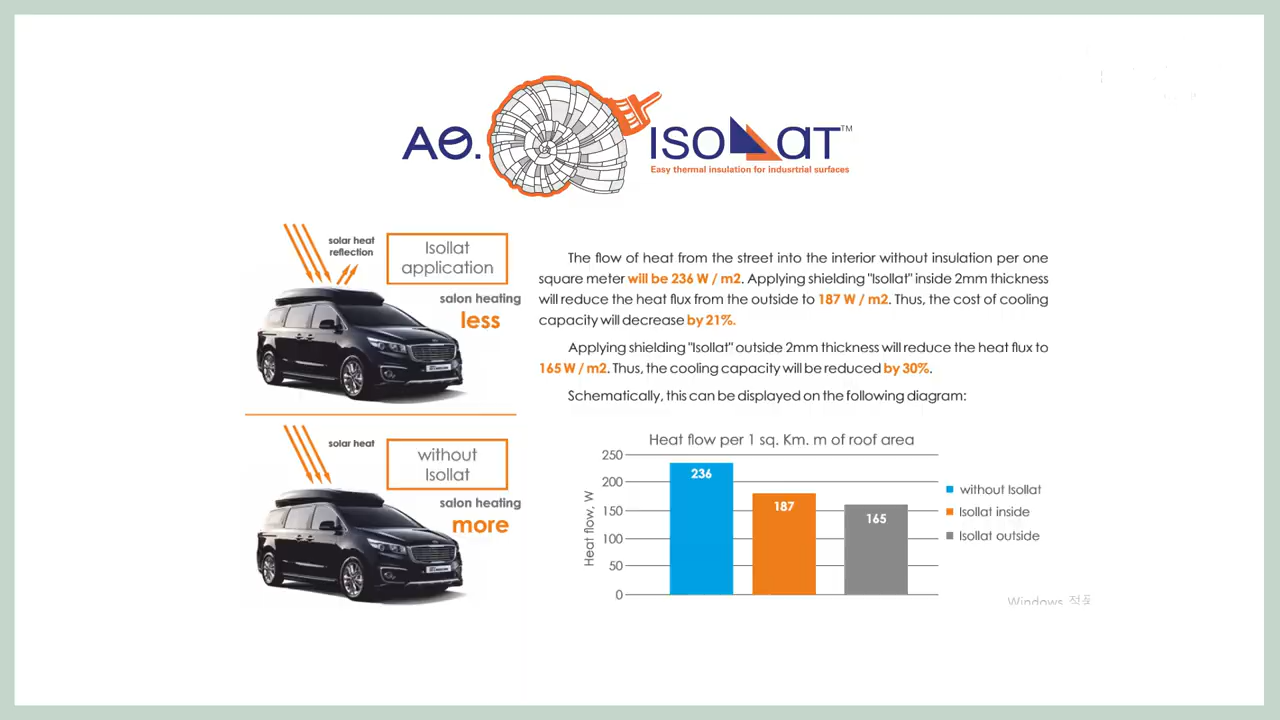 AO.
ISOLLAT™
Easy thermal insulation for indusrtrial surfaces
solar heat
reflection
Isollat
application
salon heating
less
The flow of heat from the street into the interior without insulation per one
square meter will be 236 W / m2. Applying shielding "Isollat" inside 2mm thickness
will reduce the heat flux from the outside to 187 W / m2. Thus, the cost of cooling
capacity will decrease by 21%.
Applying shielding "Isollat" outside 2mm thickness will reduce the heat flux to
165 W / m2. Thus, the cooling capacity will be reduced by 30%.
Schematically, this can be displayed on the following diagram:
solar heat
without
Isollat
salon heating
more
Heat flow per 1 sq. Km. m of roof area
Heat flow, W
250
200
150
100
50
0
236
187
165
without Isollat
Isollat inside
Isollat outside
Windows